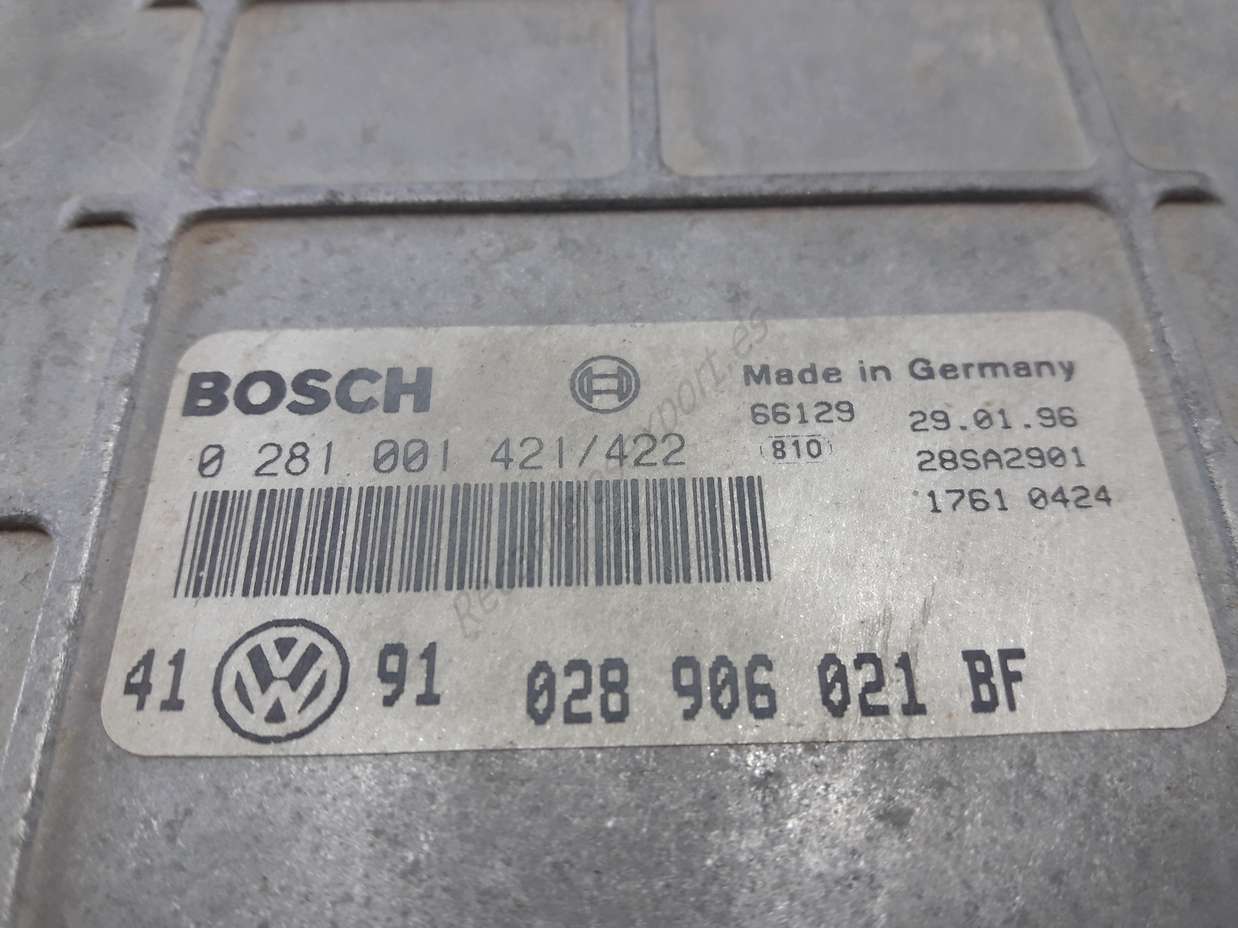 BOSCH
Made in Germany
66129 29.01.96
0 281 001 421/422
810 28SA2901
1761 0424
41 VW 91 028 906 021 BF